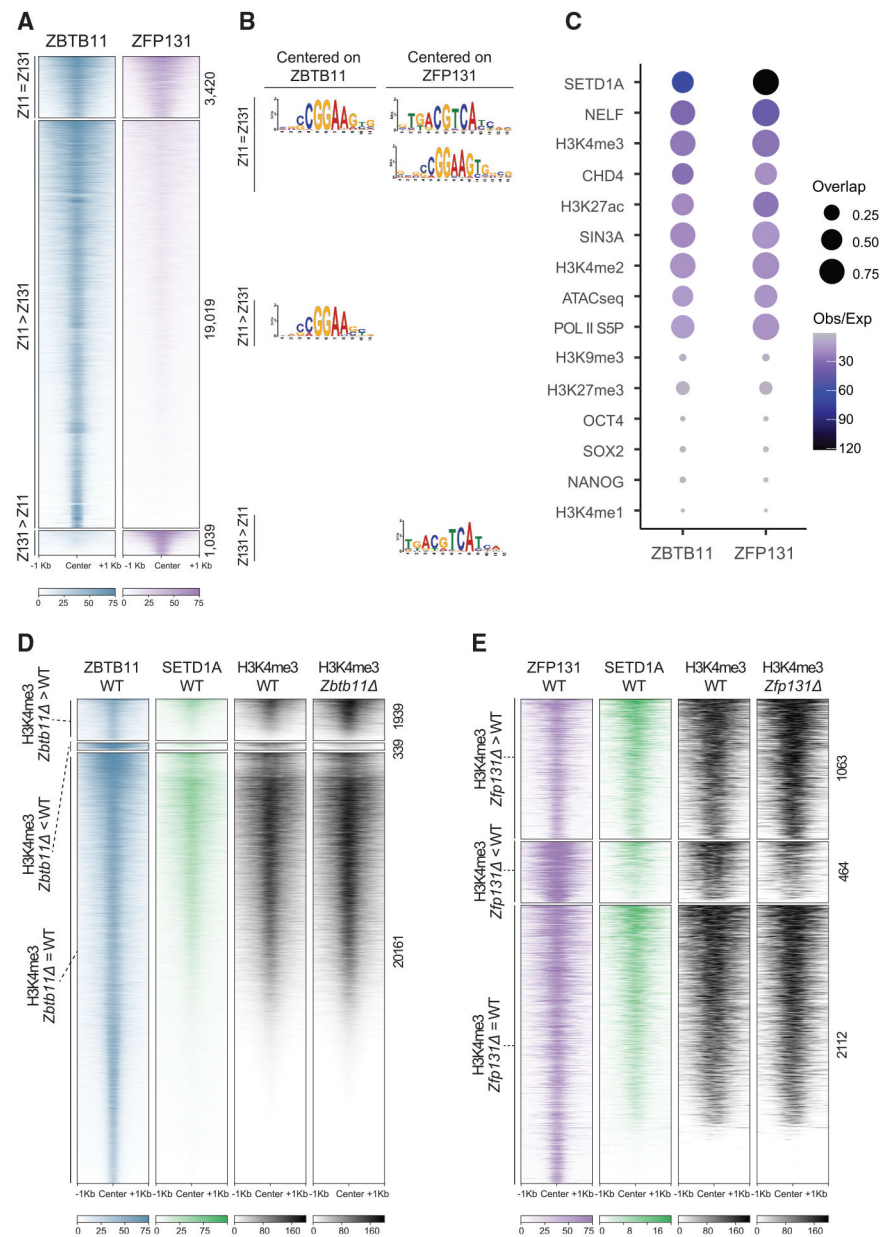 A
ZBTB11 ZFP131
Z11 = Z131
3,420
Z11 > Z131
19,019
Z131 > Z11
1,039
-1 Kb Center +1 Kb -1 Kb Center +1 Kb
0 25 50 75 0 25 50 75
B
Centered on
ZBTB11
Centered on
ZFP131
Z11 = Z131
CCGGAAGTG
TGACGTCATC
CCGGAAGTG
Z11 > Z131
CCGGAAG
Z131 > Z11
TGACGTCAT
C
SETD1A
NELF
H3K4me3
CHD4
H3K27ac
SIN3A
H3K4me2
ATACseq
POL II S5P
H3K9me3
H3K27me3
OCT4
SOX2
NANOG
H3K4me1
ZBTB11 ZFP131
Overlap
0.25
0.50
0.75
Obs/Exp
30
60
90
120
D
ZBTB11
WT
SETD1A
WT
H3K4me3
WT
H3K4me3
Zbtb11Δ
H3K4me3
Zbtb11Δ > WT
1939
H3K4me3
Zbtb11Δ < WT
339
H3K4me3
Zbtb11Δ = WT
20161
-1Kb Center +1Kb -1Kb Center +1Kb -1Kb Center +1Kb -1Kb Center +1Kb
0 25 50 75 0 25 50 75 0 80 160 0 80 160
E
ZFP131
WT
SETD1A
WT
H3K4me3
WT
H3K4me3
Zfp131Δ
H3K4me3
Zfp131Δ > WT
1063
H3K4me3
Zfp131Δ < WT
464
H3K4me3
Zfp131Δ = WT
2112
-1Kb Center +1Kb -1Kb Center +1Kb -1Kb Center +1Kb -1Kb Center +1Kb
0 25 50 75 0 8 16 0 80 160 0 80 160